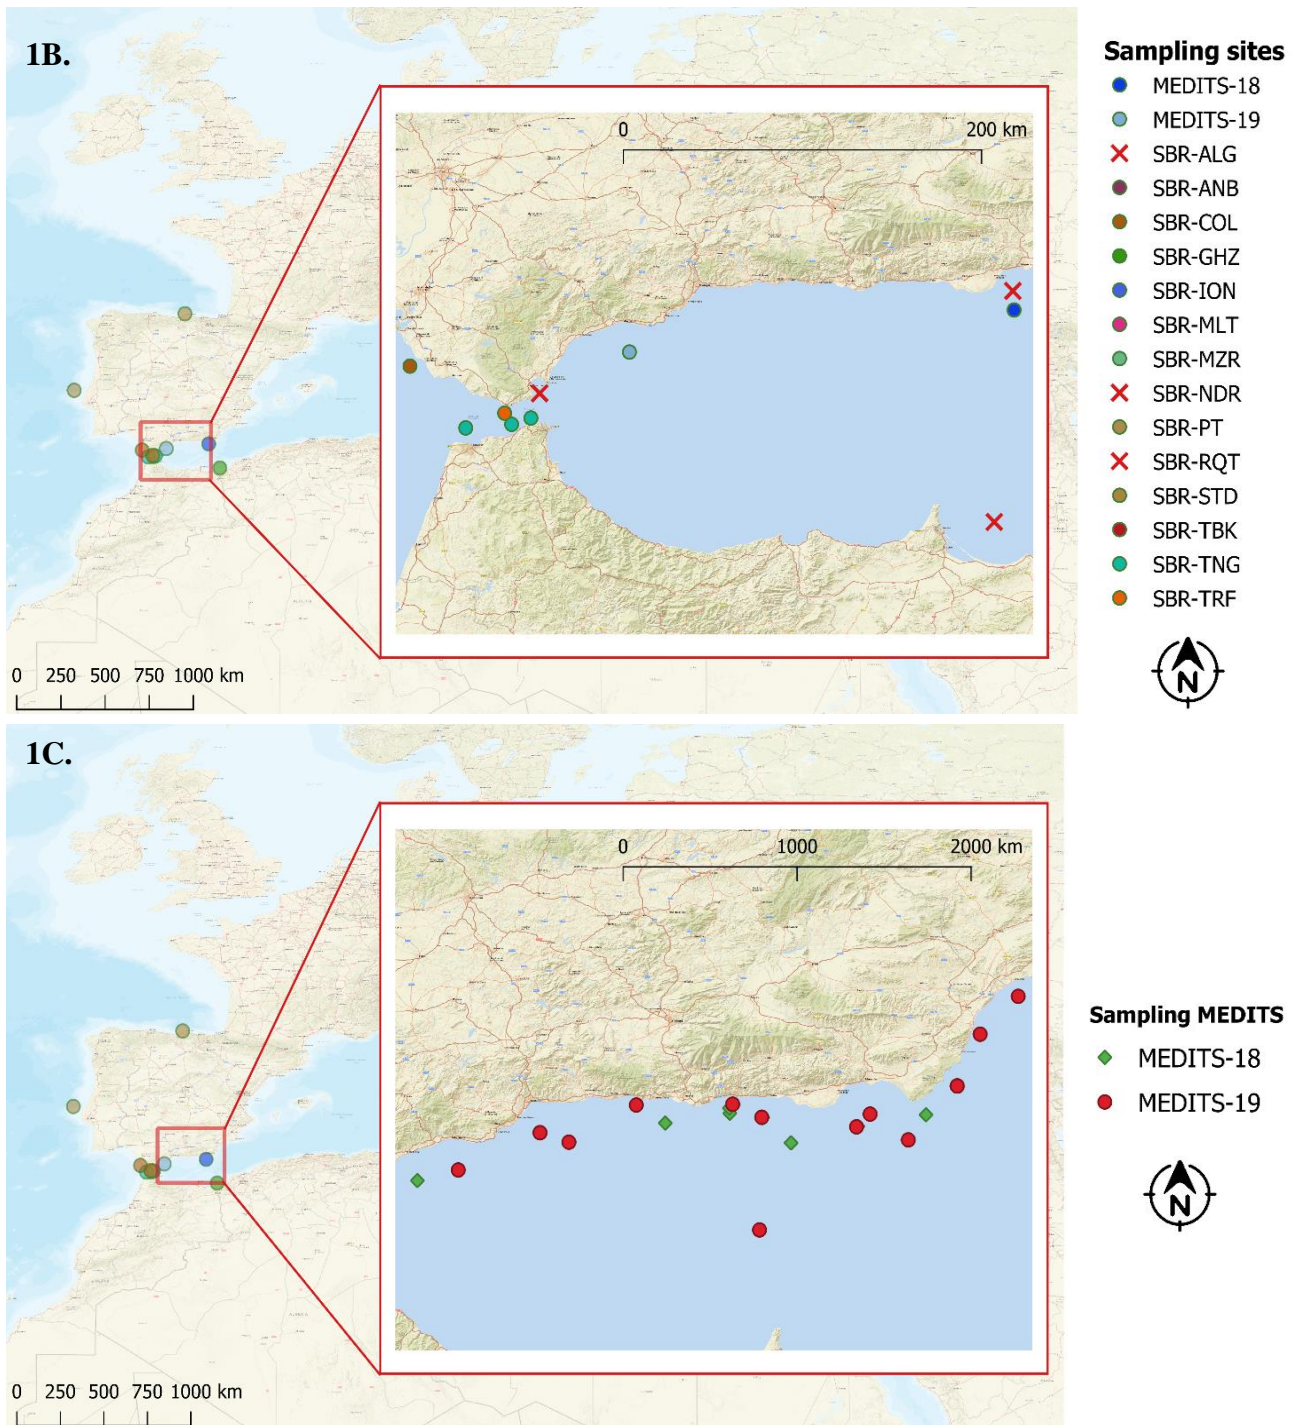 1B.
0 200 km
0 250 500 750 1000 km
Sampling sites
MEDITS-18
MEDITS-19
SBR-ALG
SBR-ANB
SBR-COL
SBR-GHZ
SBR-ION
SBR-MLT
SBR-MZR
SBR-NDR
SBR-PT
SBR-RQT
SBR-STD
SBR-TBK
SBR-TNG
SBR-TRF
N
1C.
0 1000 2000 km
0 250 500 750 1000 km
Sampling MEDITS
MEDITS-18
MEDITS-19
N